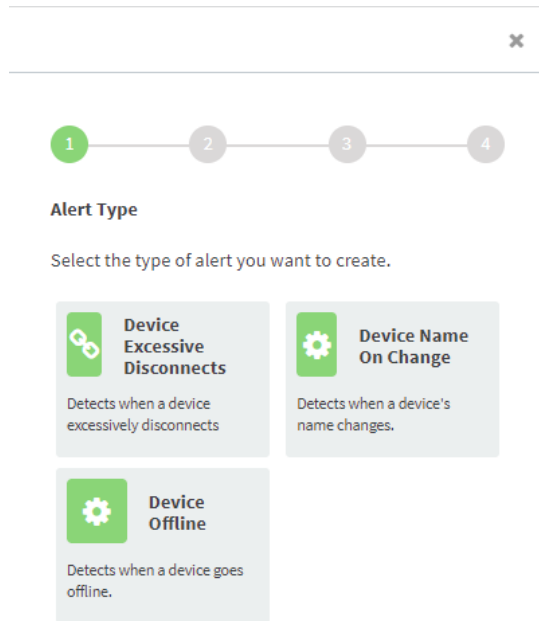 1 2 3 4
Alert Type
Select the type of alert you want to create.
Device
Excessive
Disconnects
Detects when a device
excessively disconnects
Device Name
On Change
Detects when a device's
name changes.
Device
Offline
Detects when a device goes
offline.